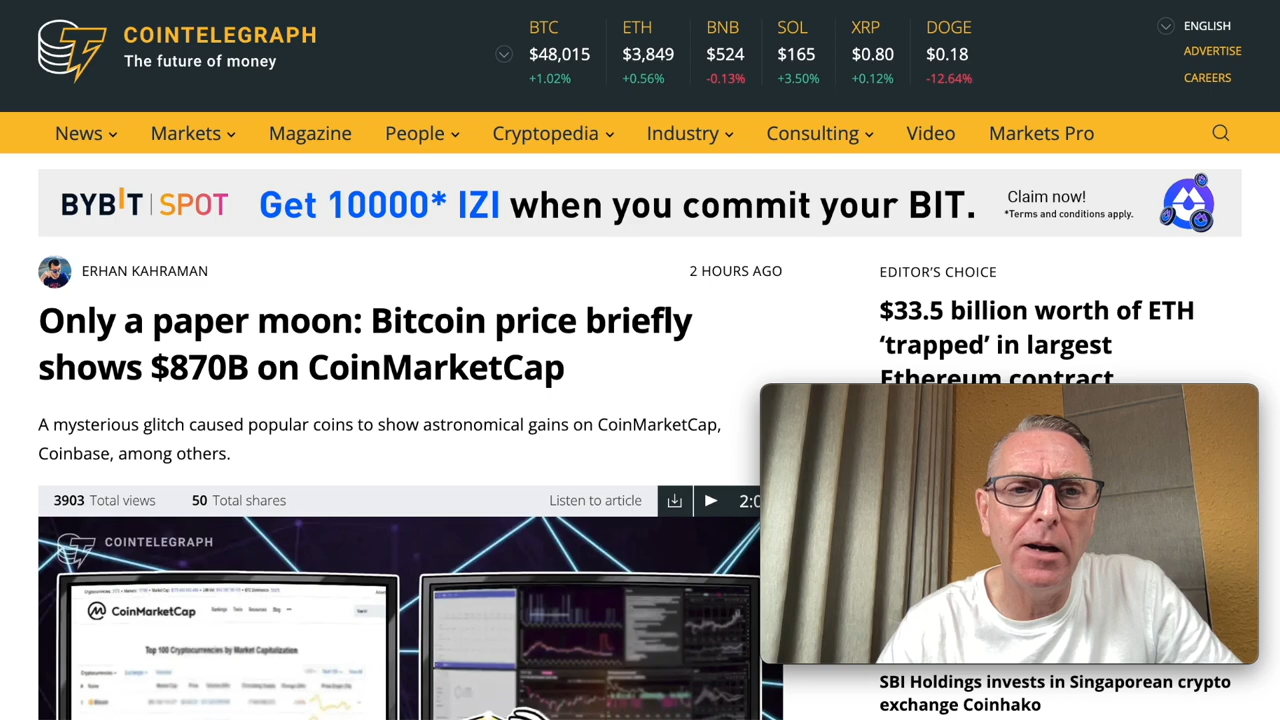 COINTELEGRAPH
The future of money
BTC ETH BNB SOL XRP DOGE
$48,015 $3,849 $524 $165 $0.80 $0.18
+1.02% +0.56% -0.13% +3.50% +0.12% -12.64%
ENGLISH
ADVERTISE
CAREERS
News Markets Magazine People Cryptopedia Industry Consulting Video Markets Pro
BYBIT | SPOT Get 10000* IZI when you commit your BIT. Claim now!
*Terms and conditions apply.
ERHAN KAHRAMAN 2 HOURS AGO
Only a paper moon: Bitcoin price briefly
shows $870B on CoinMarketCap
A mysterious glitch caused popular coins to show astronomical gains on CoinMarketCap,
Coinbase, among others.
3903 Total views 50 Total shares Listen to article 2:0
COINTELEGRAPH
CoinMarketCap
Top 100 Cryptocurrencies by Market Capitalization
EDITOR'S CHOICE
$33.5 billion worth of ETH
‘trapped’ in largest
Ethereum contract
SBI Holdings invests in Singaporean crypto
exchange Coinhako